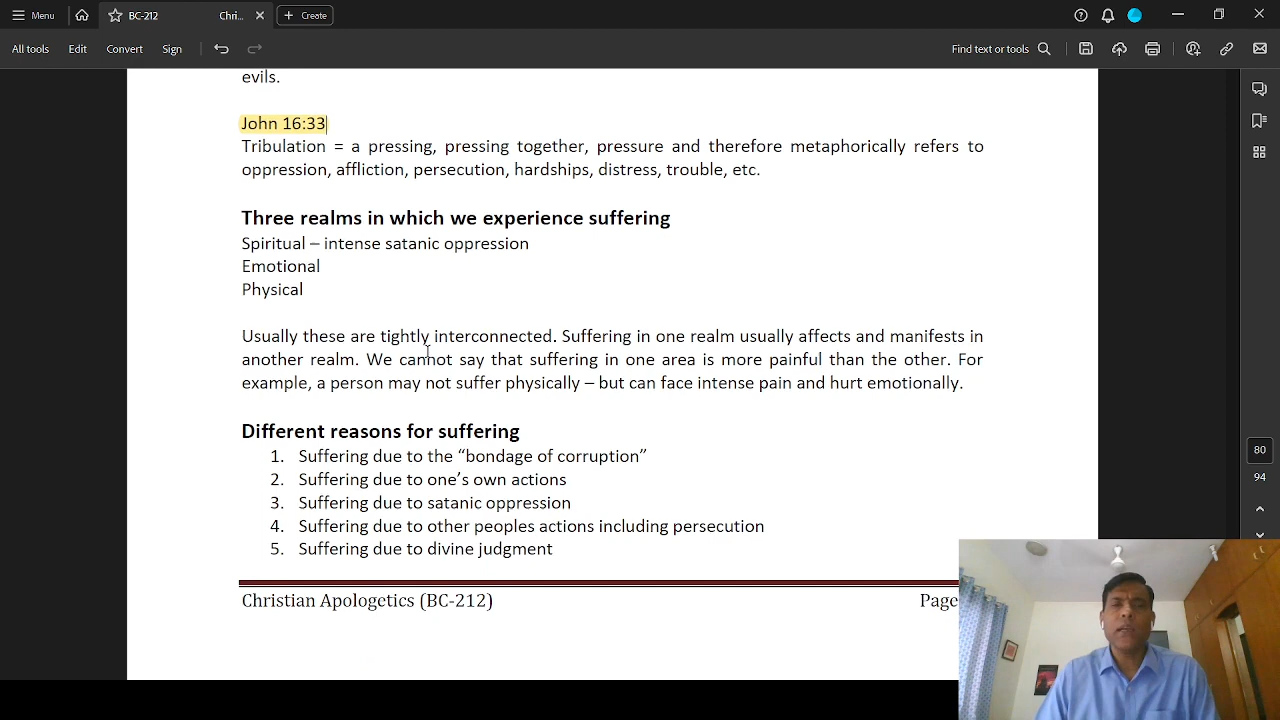 Menu
BC-212 Chri...
Create
All tools Edit Convert Sign Find text or tools
evils.
John 16:33
Tribulation = a pressing, pressing together, pressure and therefore metaphorically refers to
oppression, affliction, persecution, hardships, distress, trouble, etc.
Three realms in which we experience suffering
Spiritual – intense satanic oppression
Emotional
Physical
Usually these are tightly interconnected. Suffering in one realm usually affects and manifests in
another realm. We cannot say that suffering in one area is more painful than the other. For
example, a person may not suffer physically – but can face intense pain and hurt emotionally.
Different reasons for suffering
1. Suffering due to the “bondage of corruption”
2. Suffering due to one’s own actions
3. Suffering due to satanic oppression
4. Suffering due to other peoples actions including persecution
5. Suffering due to divine judgment
Christian Apologetics (BC-212) Page
80
94